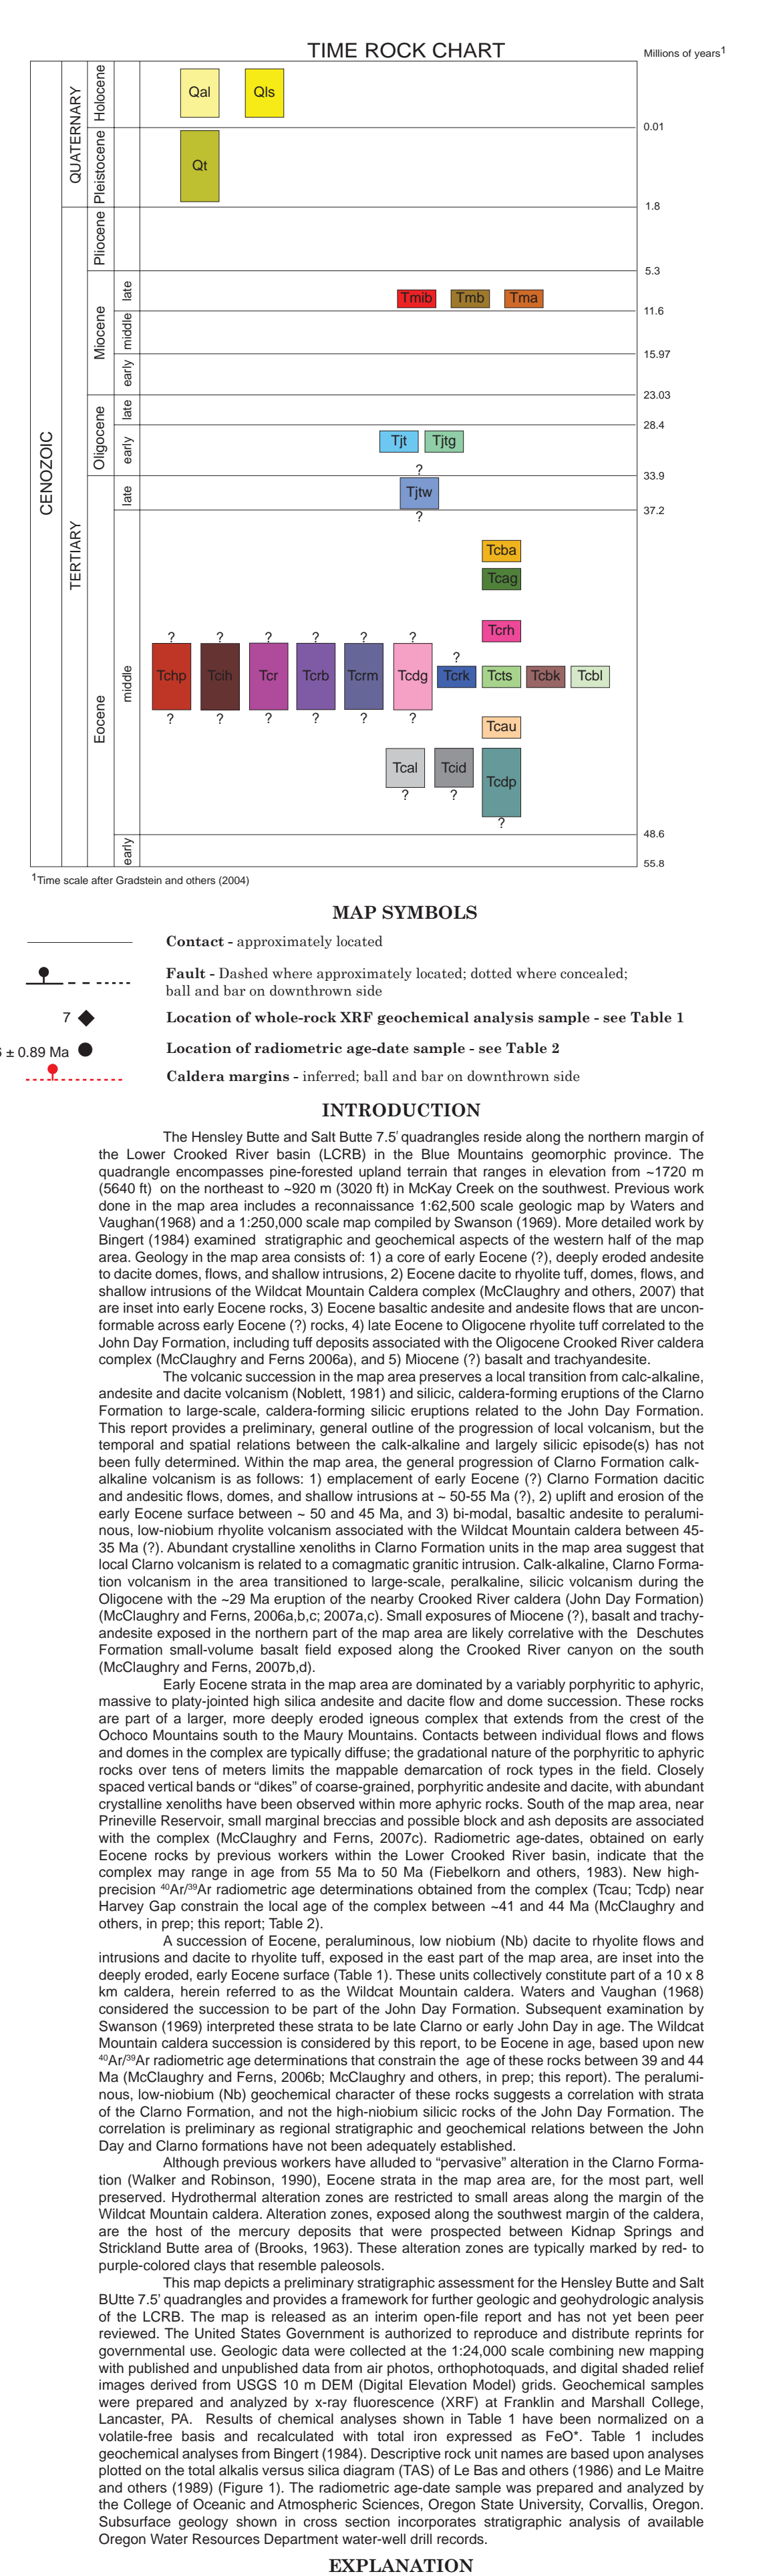 TIME ROCK CHART
Millions of years1
CENOZOIC
QUATERNARY
TERTIARY
Holocene
Pleistocene
Pliocene
Miocene
late
middle
early
Oligocene
late
early
Eocene
late
middle
early
Qal Qls
0.01
Qt
1.8
5.3
Tmib Tmb Tma
11.6
15.97
23.03
28.4
Tjt Tjtg
?
33.9
Tjtw
?
37.2
Tcba
Tcag
Tcrh
? ? ? ? ? ? ?
Tchp Tcih Tcr Tcrb Tcrm Tcdg Tcrk Tcts Tcbk Tcbl
? ? ? ? ? ?
Tcau
Tcal Tcid Tcdp
? ? ?
48.6
55.8
1Time scale after Gradstein and others (2004)
MAP SYMBOLS
Contact - approximately located
Fault - Dashed where approximately located; dotted where concealed;
ball and bar on downthrown side
7 Location of whole-rock XRF geochemical analysis sample - see Table 1
± 0.89 Ma Location of radiometric age-date sample - see Table 2
Caldera margins - inferred; ball and bar on downthrown side
INTRODUCTION
The Hensley Butte and Salt Butte 7.5′ quadrangles reside along the northern margin of
the Lower Crooked River basin (LCRB) in the Blue Mountains geomorphic province. The
quadrangle encompasses pine-forested upland terrain that ranges in elevation from ~1720 m
(5640 ft) on the northeast to ~920 m (3020 ft) in McKay Creek on the southwest. Previous work
done in the map area includes a reconnaissance 1:62,500 scale geologic map by Waters and
Vaughan(1968) and a 1:250,000 scale map compiled by Swanson (1969). More detailed work by
Bingert (1984) examined stratigraphic and geochemical aspects of the western half of the map
area. Geology in the map area consists of: 1) a core of early Eocene (?), deeply eroded andesite
to dacite domes, flows, and shallow intrusions, 2) Eocene dacite to rhyolite tuff, domes, flows, and
shallow intrusions of the Wildcat Mountain Caldera complex (McClaughry and others, 2007) that
are inset into early Eocene rocks, 3) Eocene basaltic andesite and andesite flows that are uncon-
formable across early Eocene (?) rocks, 4) late Eocene to Oligocene rhyolite tuff correlated to the
John Day Formation, including tuff deposits associated with the Oligocene Crooked River caldera
complex (McClaughry and Ferns 2006a), and 5) Miocene (?) basalt and trachyandesite.
The volcanic succession in the map area preserves a local transition from calc-alkaline,
andesite and dacite volcanism (Noblett, 1981) and silicic, caldera-forming eruptions of the Clarno
Formation to large-scale, caldera-forming silicic eruptions related to the John Day Formation.
This report provides a preliminary, general outline of the progression of local volcanism, but the
temporal and spatial relations between the calk-alkaline and largely silicic episode(s) has not
been fully determined. Within the map area, the general progression of Clarno Formation calk-
alkaline volcanism is as follows: 1) emplacement of early Eocene (?) Clarno Formation dacitic
and andesitic flows, domes, and shallow intrusions at ~ 50-55 Ma (?), 2) uplift and erosion of the
early Eocene surface between ~ 50 and 45 Ma, and 3) bi-modal, basaltic andesite to peralumi-
nous, low-niobium rhyolite volcanism associated with the Wildcat Mountain caldera between 45-
35 Ma (?). Abundant crystalline xenoliths in Clarno Formation units in the map area suggest that
local Clarno volcanism is related to a comagmatic granitic intrusion. Calk-alkaline, Clarno Forma-
tion volcanism in the area transitioned to large-scale, peralkaline, silicic volcanism during the
Oligocene with the ~29 Ma eruption of the nearby Crooked River caldera (John Day Formation)
(McClaughry and Ferns, 2006a,b,c; 2007a,c). Small exposures of Miocene (?), basalt and trachy-
andesite exposed in the northern part of the map area are likely correlative with the Deschutes
Formation small-volume basalt field exposed along the Crooked River canyon on the south
(McClaughry and Ferns, 2007b,d).
Early Eocene strata in the map area are dominated by a variably porphyritic to aphyric,
massive to platy-jointed high silica andesite and dacite flow and dome succession. These rocks
are part of a larger, more deeply eroded igneous complex that extends from the crest of the
Ochoco Mountains south to the Maury Mountains. Contacts between individual flows and flows
and domes in the complex are typically diffuse; the gradational nature of the porphyritic to aphyric
rocks over tens of meters limits the mappable demarcation of rock types in the field. Closely
spaced vertical bands or “dikes” of coarse-grained, porphyritic andesite and dacite, with abundant
crystalline xenoliths have been observed within more aphyric rocks. South of the map area, near
Prineville Reservoir, small marginal breccias and possible block and ash deposits are associated
with the complex (McClaughry and Ferns, 2007c). Radiometric age-dates, obtained on early
Eocene rocks by previous workers within the Lower Crooked River basin, indicate that the
complex may range in age from 55 Ma to 50 Ma (Fiebelkorn and others, 1983). New high-
precision 40Ar/39Ar radiometric age determinations obtained from the complex (Tcau; Tcdp) near
Harvey Gap constrain the local age of the complex between ~41 and 44 Ma (McClaughry and
others, in prep; this report; Table 2).
A succession of Eocene, peraluminous, low niobium (Nb) dacite to rhyolite flows and
intrusions and dacite to rhyolite tuff, exposed in the east part of the map area, are inset into the
deeply eroded, early Eocene surface (Table 1). These units collectively constitute part of a 10 x 8
km caldera, herein referred to as the Wildcat Mountain caldera. Waters and Vaughan (1968)
considered the succession to be part of the John Day Formation. Subsequent examination by
Swanson (1969) interpreted these strata to be late Clarno or early John Day in age. The Wildcat
Mountain caldera succession is considered by this report, to be Eocene in age, based upon new
40Ar/39Ar radiometric age determinations that constrain the age of these rocks between 39 and 44
Ma (McClaughry and Ferns, 2006b; McClaughry and others, in prep; this report). The peralumi-
nous, low-niobium (Nb) geochemical character of these rocks suggests a correlation with strata
of the Clarno Formation, and not the high-niobium silicic rocks of the John Day Formation. The
correlation is preliminary as regional stratigraphic and geochemical relations between the John
Day and Clarno formations have not been adequately established.
Although previous workers have alluded to “pervasive” alteration in the Clarno Forma-
tion (Walker and Robinson, 1990), Eocene strata in the map area are, for the most part, well
preserved. Hydrothermal alteration zones are restricted to small areas along the margin of the
Wildcat Mountain caldera. Alteration zones, exposed along the southwest margin of the caldera,
are the host of the mercury deposits that were prospected between Kidnap Springs and
Strickland Butte area of (Brooks, 1963). These alteration zones are typically marked by red- to
purple-colored clays that resemble paleosols.
This map depicts a preliminary stratigraphic assessment for the Hensley Butte and Salt
BUtte 7.5’ quadrangles and provides a framework for further geologic and geohydrologic analysis
of the LCRB. The map is released as an interim open-file report and has not yet been peer
reviewed. The United States Government is authorized to reproduce and distribute reprints for
governmental use. Geologic data were collected at the 1:24,000 scale combining new mapping
with published and unpublished data from air photos, orthophotoquads, and digital shaded relief
images derived from USGS 10 m DEM (Digital Elevation Model) grids. Geochemical samples
were prepared and analyzed by x-ray fluorescence (XRF) at Franklin and Marshall College,
Lancaster, PA. Results of chemical analyses shown in Table 1 have been normalized on a
volatile-free basis and recalculated with total iron expressed as FeO*. Table 1 includes
geochemical analyses from Bingert (1984). Descriptive rock unit names are based upon analyses
plotted on the total alkalis versus silica diagram (TAS) of Le Bas and others (1986) and Le Maitre
and others (1989) (Figure 1). The radiometric age-date sample was prepared and analyzed by
the College of Oceanic and Atmospheric Sciences, Oregon State University, Corvallis, Oregon.
Subsurface geology shown in cross section incorporates stratigraphic analysis of available
Oregon Water Resources Department water-well drill records.
EXPLANATION